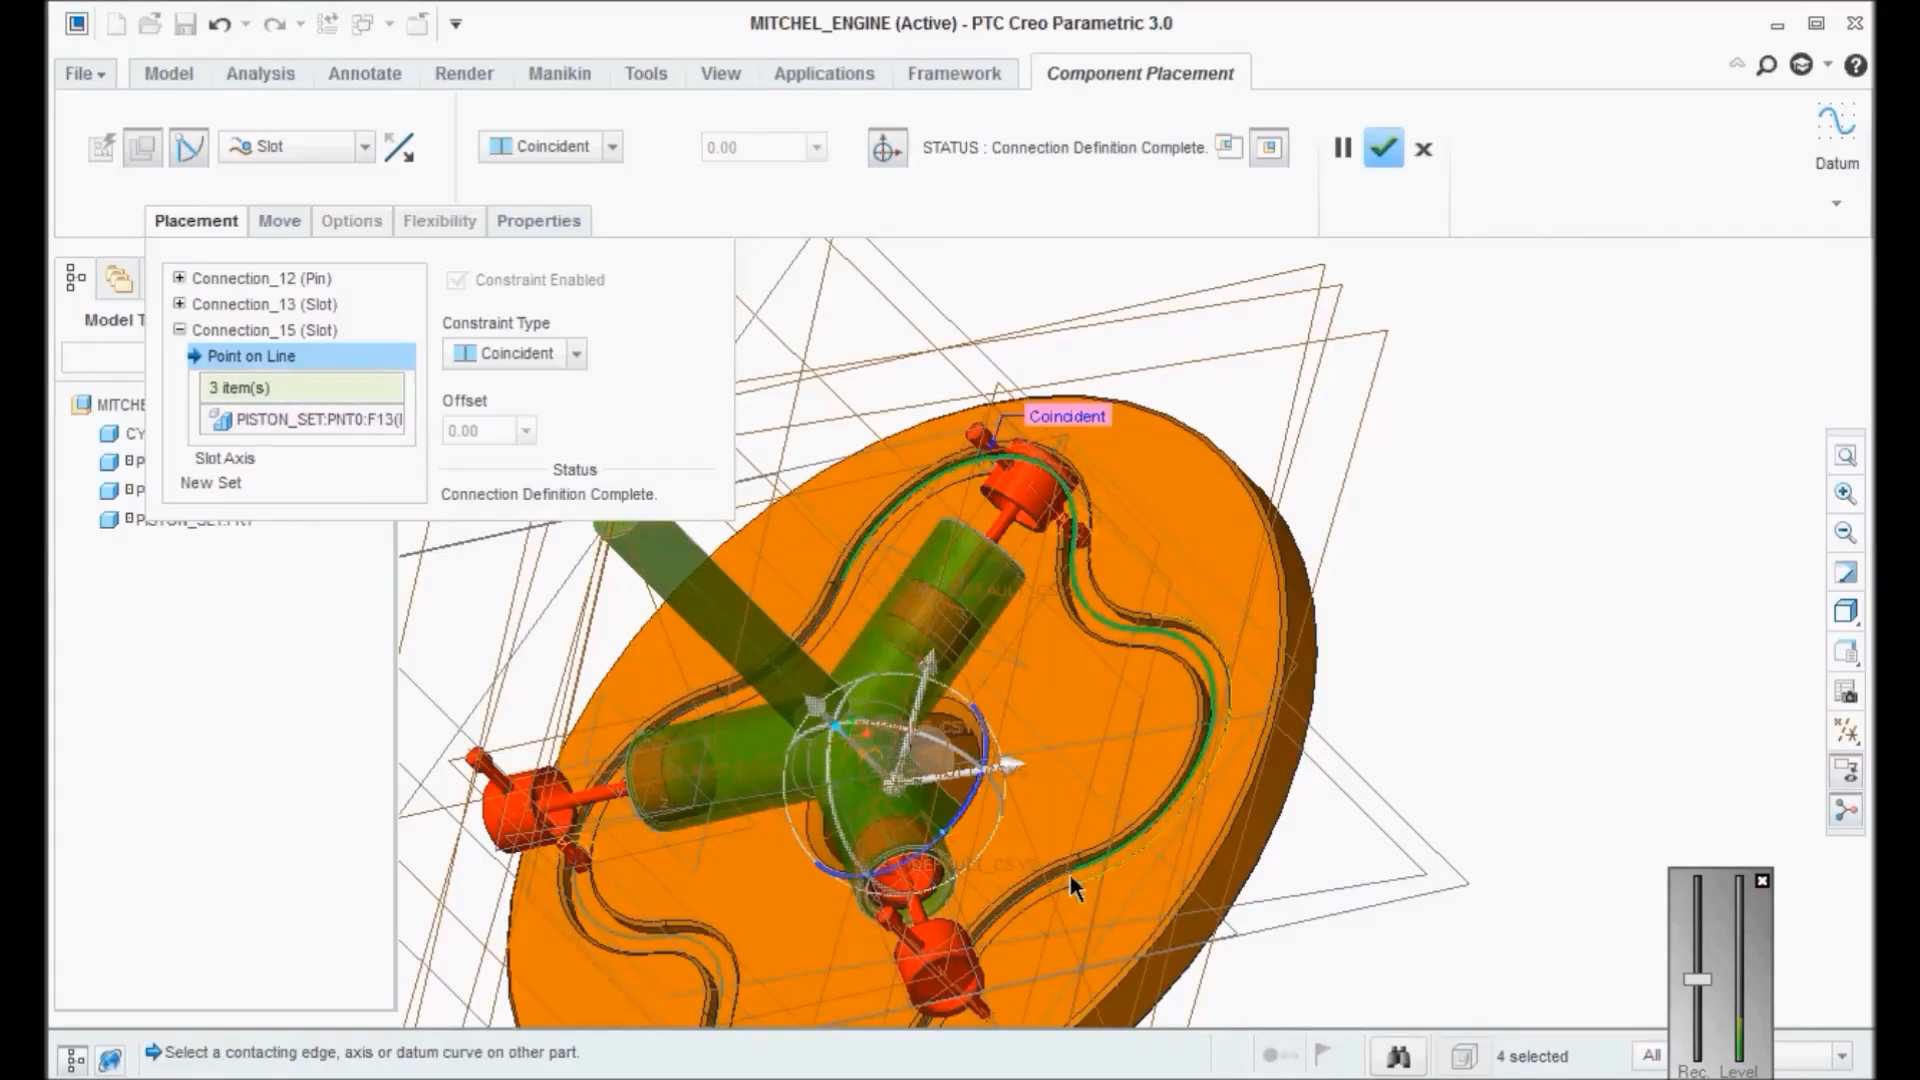 MITCHEL_ENGINE (Active) - PTC Creo Parametric 3.0
File Model Analysis Annotate Render Manikin Tools View Applications Framework Component Placement
Slot Coincident 0.00 STATUS : Connection Definition Complete.
Datum
Placement Move Options Flexibility Properties
Connection_12 (Pin)
Connection_13 (Slot)
Connection_15 (Slot)
Point on Line
3 item(s)
PISTON_SET:PNT0:F13(
Slot Axis
New Set
Constraint Enabled
Constraint Type
Coincident
Offset
0.00
Status
Connection Definition Complete.
Model T
MITCHE
CY
P
P
Coincident
Select a contacting edge, axis or datum curve on other part.
4 selected
All
Rec. Level